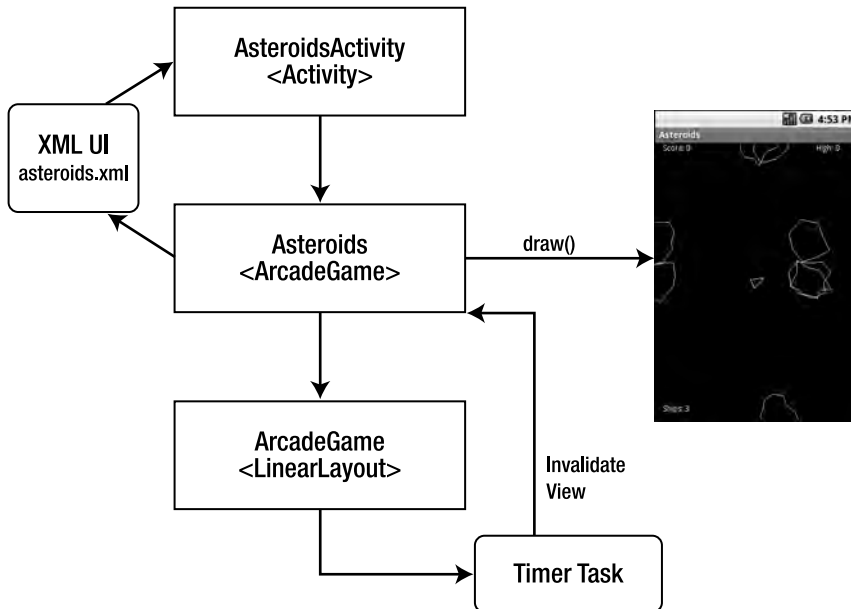 AsteroidsActivity
<Activity>
XML UI
asteroids.xml
4:53 PM
Asteroids
Score: 0
High: 0
Asteroids
<ArcadeGame>
draw()
Ships: 3
ArcadeGame
<LinearLayout>
Invalidate
View
Timer Task